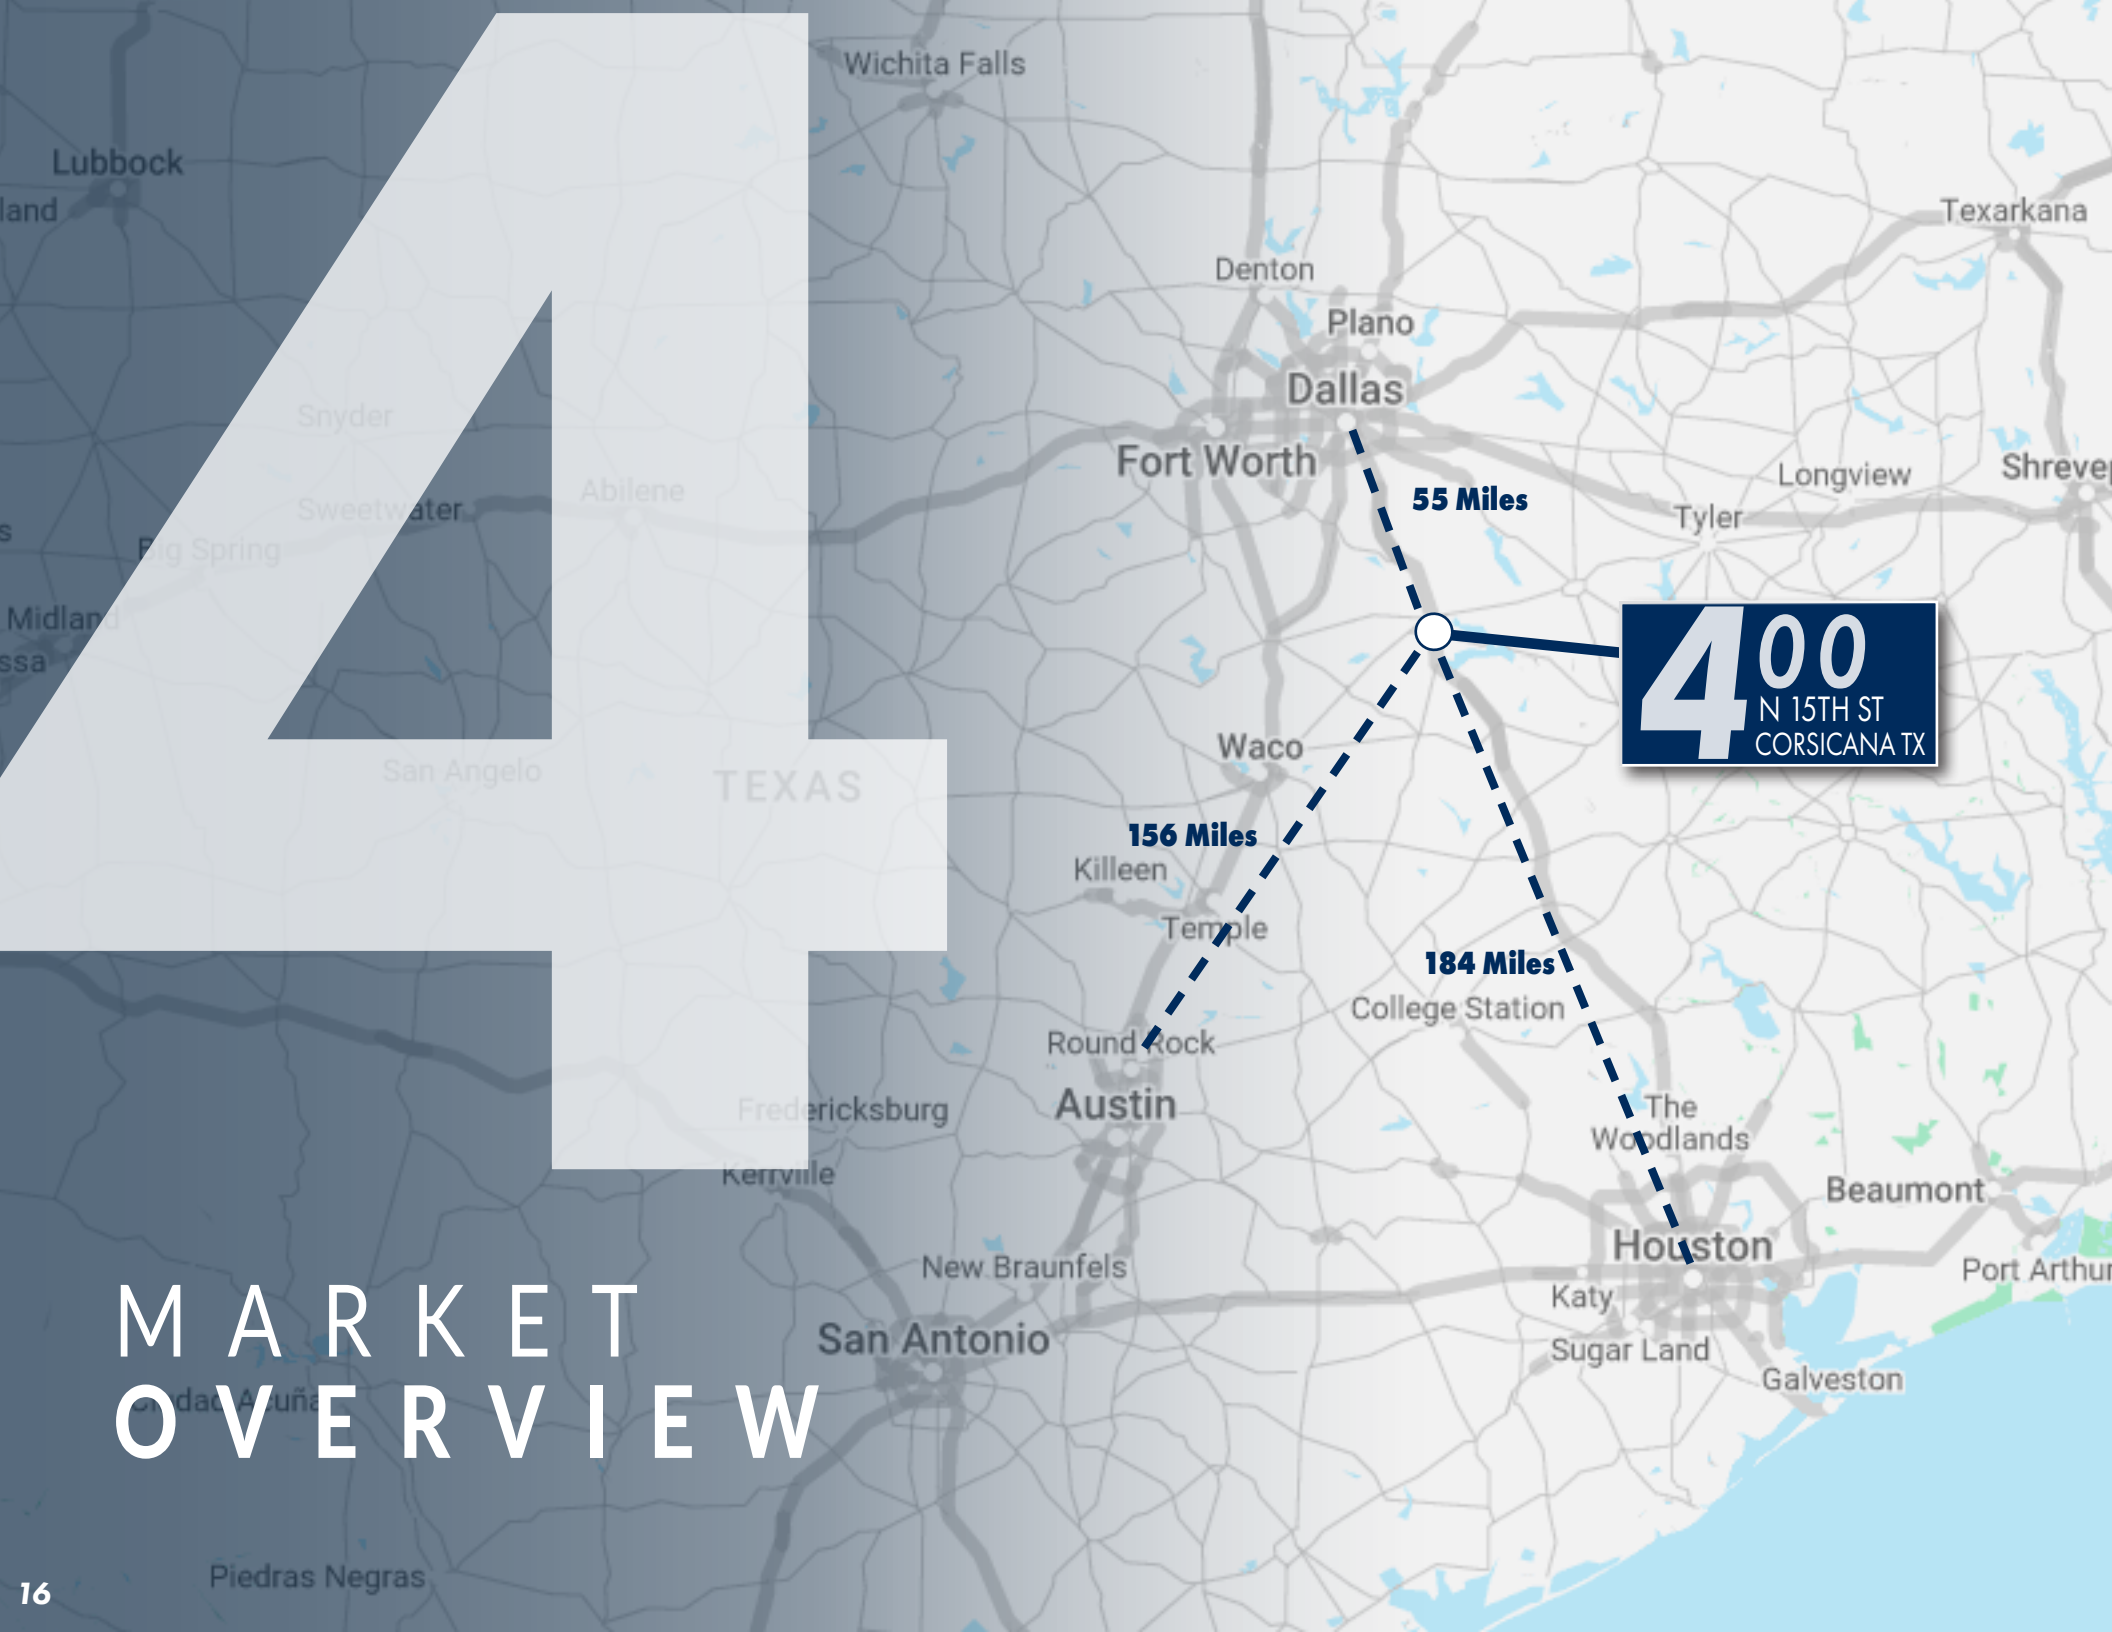 4
Wichita Falls
Lubbock
land
Texarkana
Denton
Plano
Dallas
Snyder
Fort Worth
Longview
Abilene
55 Miles
Sweetwater
Tyler
Big Spring
Midland
400
N 15TH ST
CORSICANA TX
Waco
San Angelo
TEXAS
156 Miles
Killeen
Temple
184 Miles
College Station
Round Rock
Austin
Fredericksburg
The
Woodlands
Kerrville
Beaumont
Houston
New Braunfels
Port Arthur
Katy
San Antonio
Sugar Land
Galveston
MARKET
Ciudad Acuña
OVERVIEW
Piedras Negras
16